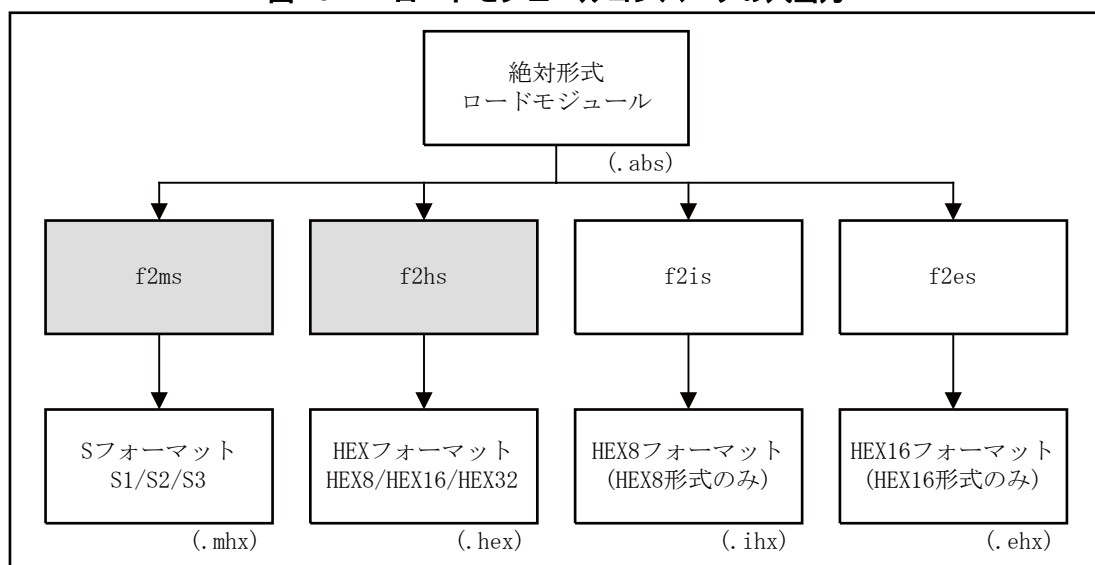 絶対形式
ロードモジュール
(.abs)
f2ms
f2hs
f2is
f2es
Sフォーマット
S1/S2/S3
HEXフォーマット
HEX8/HEX16/HEX32
HEX8フォーマット
(HEX8形式のみ)
HEX16フォーマット
(HEX16形式のみ)
(.mhx)
(.hex)
(.ihx)
(.ehx)